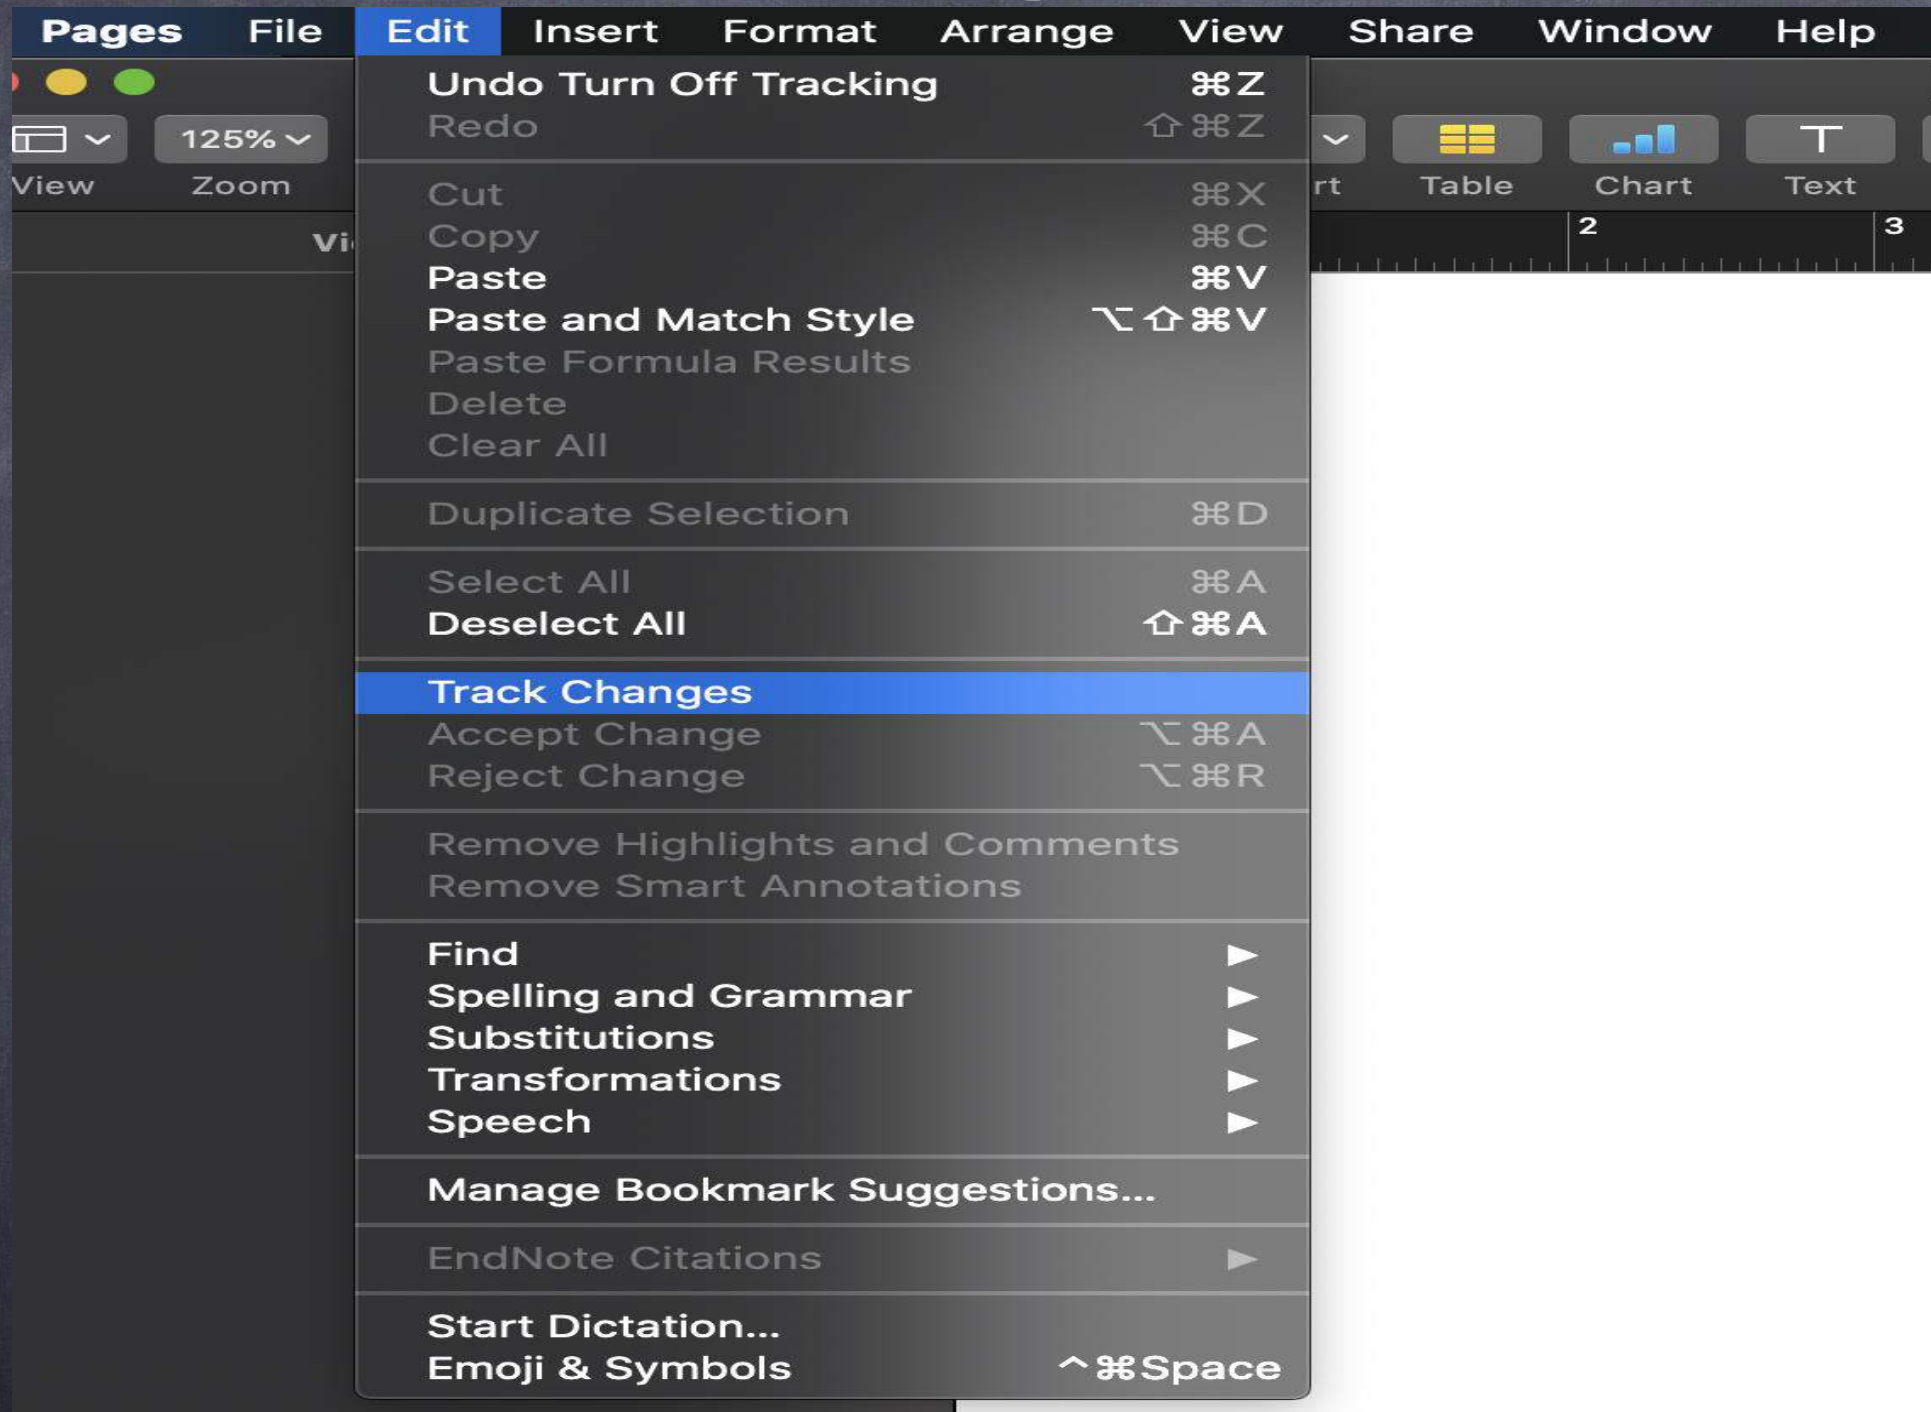 Pages File Edit Insert Format Arrange View Share Window Help
Undo Turn Off Tracking ⌘Z
Redo ⇧⌘Z
125%
View Zoom
Cut ⌘X
Copy ⌘C
Paste ⌘V
Paste and Match Style ⌥⇧⌘V
Paste Formula Results
Delete
Clear All
Duplicate Selection ⌘D
Select All ⌘A
Deselect All ⇧⌘A
Track Changes
Accept Change ⌥⌘A
Reject Change ⌥⌘R
Remove Highlights and Comments
Remove Smart Annotations
Find ▶
Spelling and Grammar ▶
Substitutions ▶
Transformations ▶
Speech ▶
Manage Bookmark Suggestions...
EndNote Citations ▶
Start Dictation...
Emoji & Symbols ^⌘Space
Table Chart Text
2 3